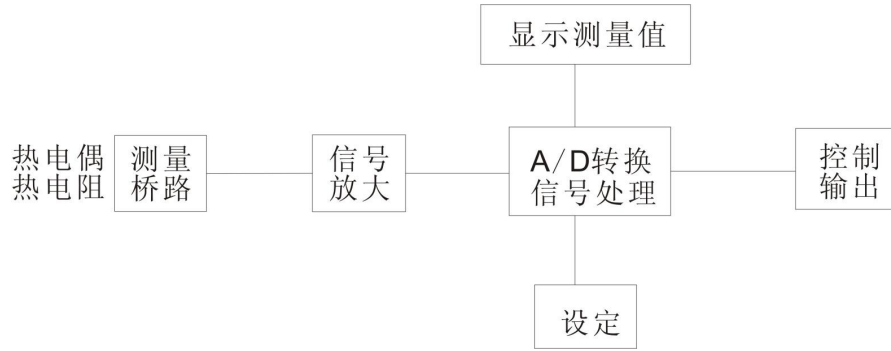 显示测量值
热电偶
热电阻
测量
桥路
信号
放大
A/D转换
信号处理
控制
输出
设定